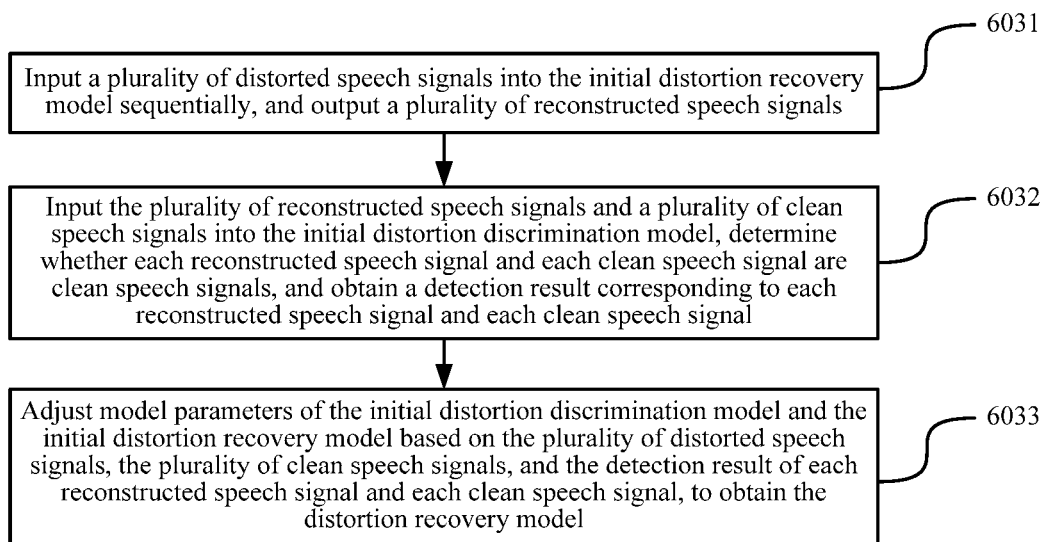 6031
Input a plurality of distorted speech signals into the initial distortion recovery
model sequentially, and output a plurality of reconstructed speech signals
6032
Input the plurality of reconstructed speech signals and a plurality of clean
speech signals into the initial distortion discrimination model, determine
whether each reconstructed speech signal and each clean speech signal are
clean speech signals, and obtain a detection result corresponding to each
reconstructed speech signal and each clean speech signal
6033
Adjust model parameters of the initial distortion discrimination model and the
initial distortion recovery model based on the plurality of distorted speech
signals, the plurality of clean speech signals, and the detection result of each
reconstructed speech signal and each clean speech signal, to obtain the
distortion recovery model